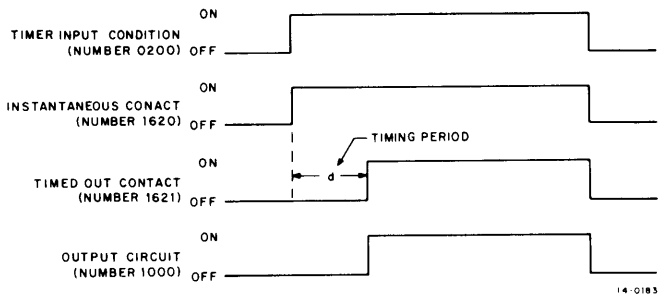 ON
TIMER INPUT CONDITION
(NUMBER 0200) OFF
ON
INSTANTANEOUS CONACT
(NUMBER 1620) OFF
TIMING PERIOD
ON
d
TIMED OUT CONTACT
(NUMBER 1621) OFF
ON
OUTPUT CIRCUIT
(NUMBER 1000) OFF
14-0183